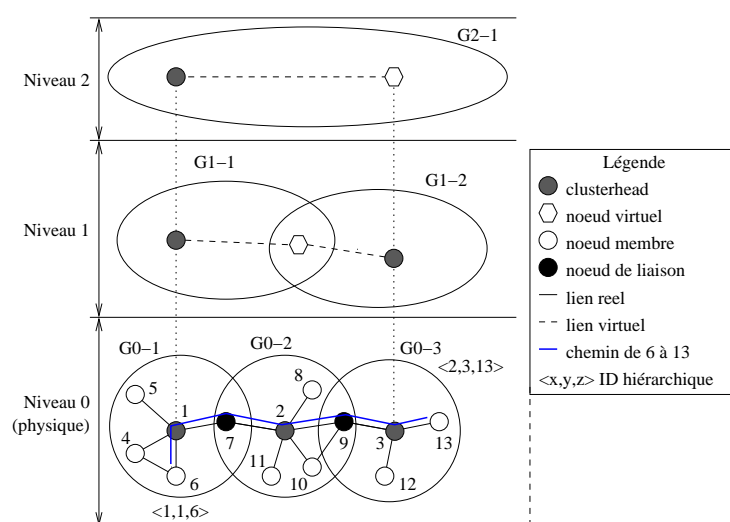 G2−1
Niveau 2
G1−1
G1−2
Niveau 1
Légende
clusterhead
noeud virtuel
noeud membre
noeud de liaison
lien reel
lien virtuel
chemin de 6 à 13
<x,y,z> ID hiérarchique
G0−1
G0−2
G0−3
<2,3,13>
Niveau 0
(physique)
5
8
1
2
4
7
9
3
13
11
6
10
12
<1,1,6>